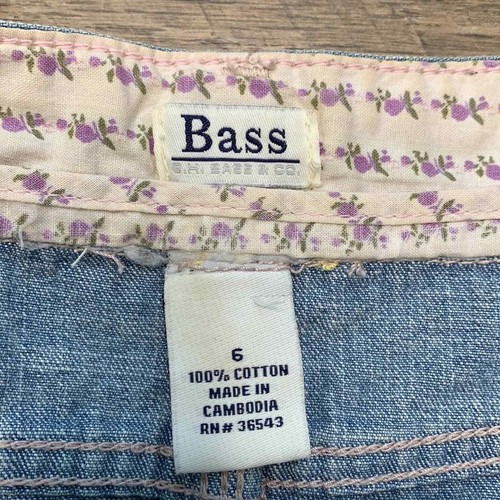 Bass
G.H. BASS & CO.
6
100% COTTON
MADE IN
CAMBODIA
RN# 36543